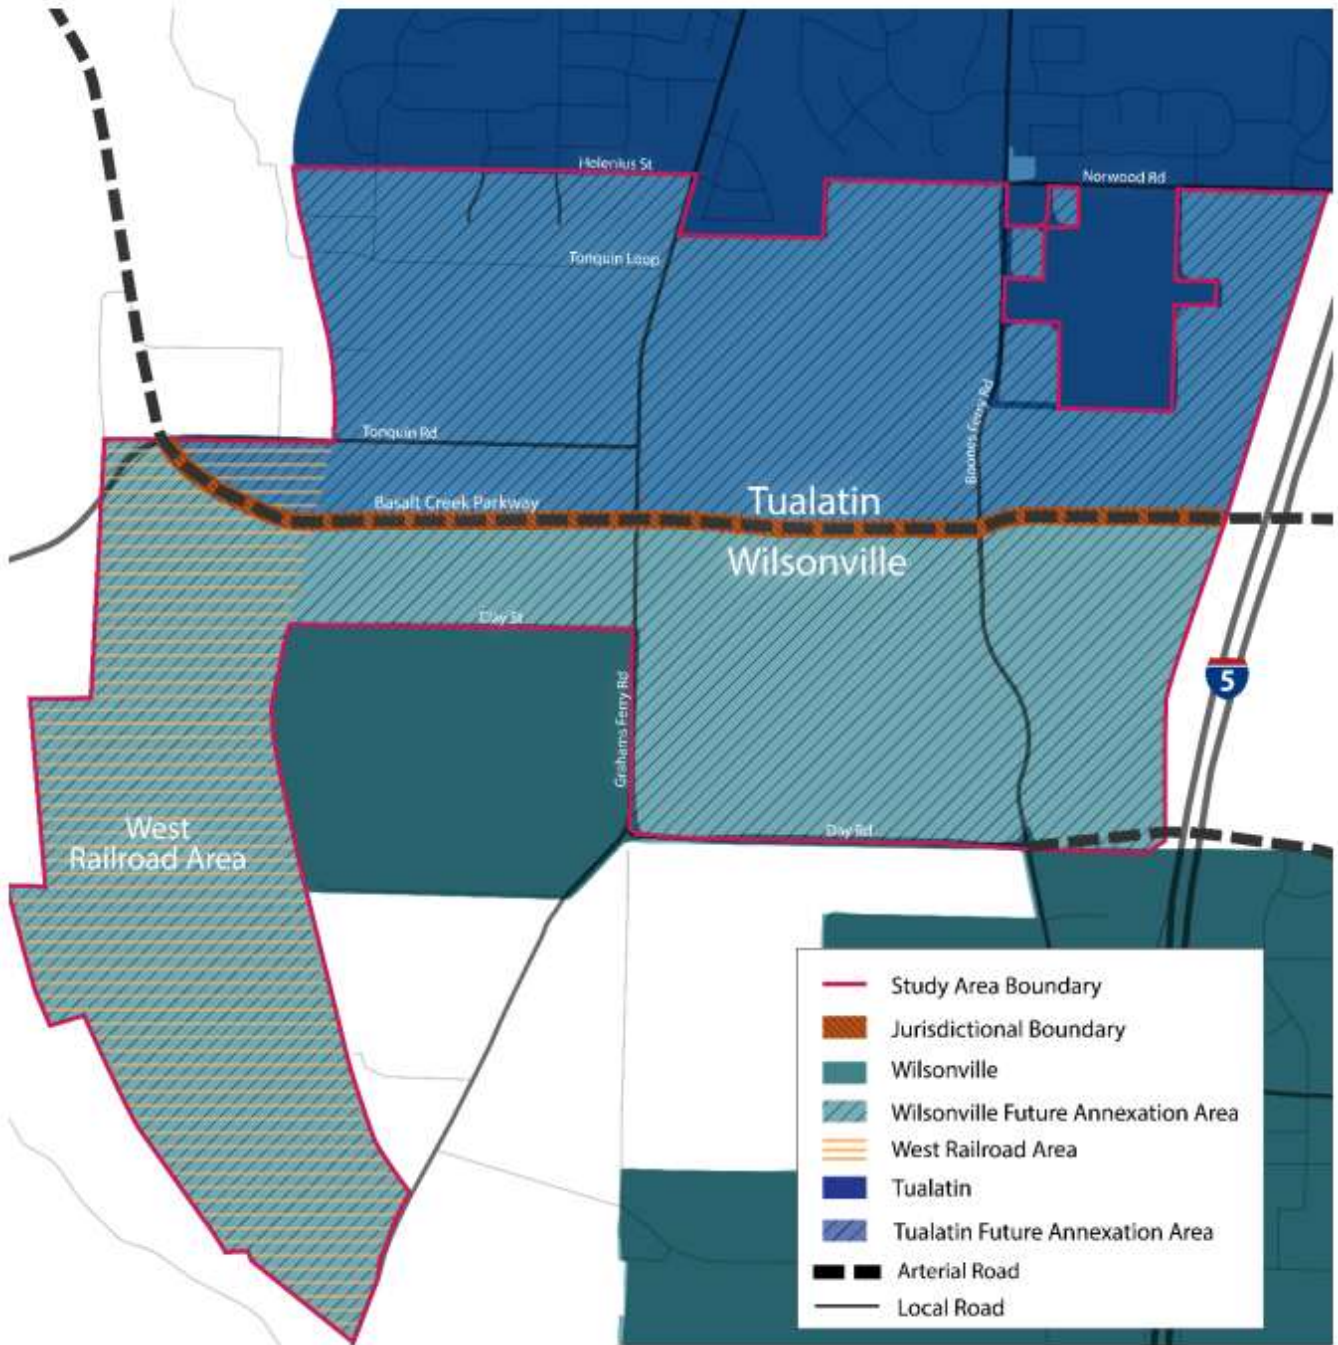 Helenius St
Norwood Rd
Tonquin Loop
Boones Ferry Rd
Tonquin Rd
Basalt Creek Parkway
Tualatin
Wilsonville
Clay St
5
Grahams Ferry Rd
West
Railroad Area
Day Rd
Study Area Boundary
Jurisdictional Boundary
Wilsonville
Wilsonville Future Annexation Area
West Railroad Area
Tualatin
Tualatin Future Annexation Area
Arterial Road
Local Road